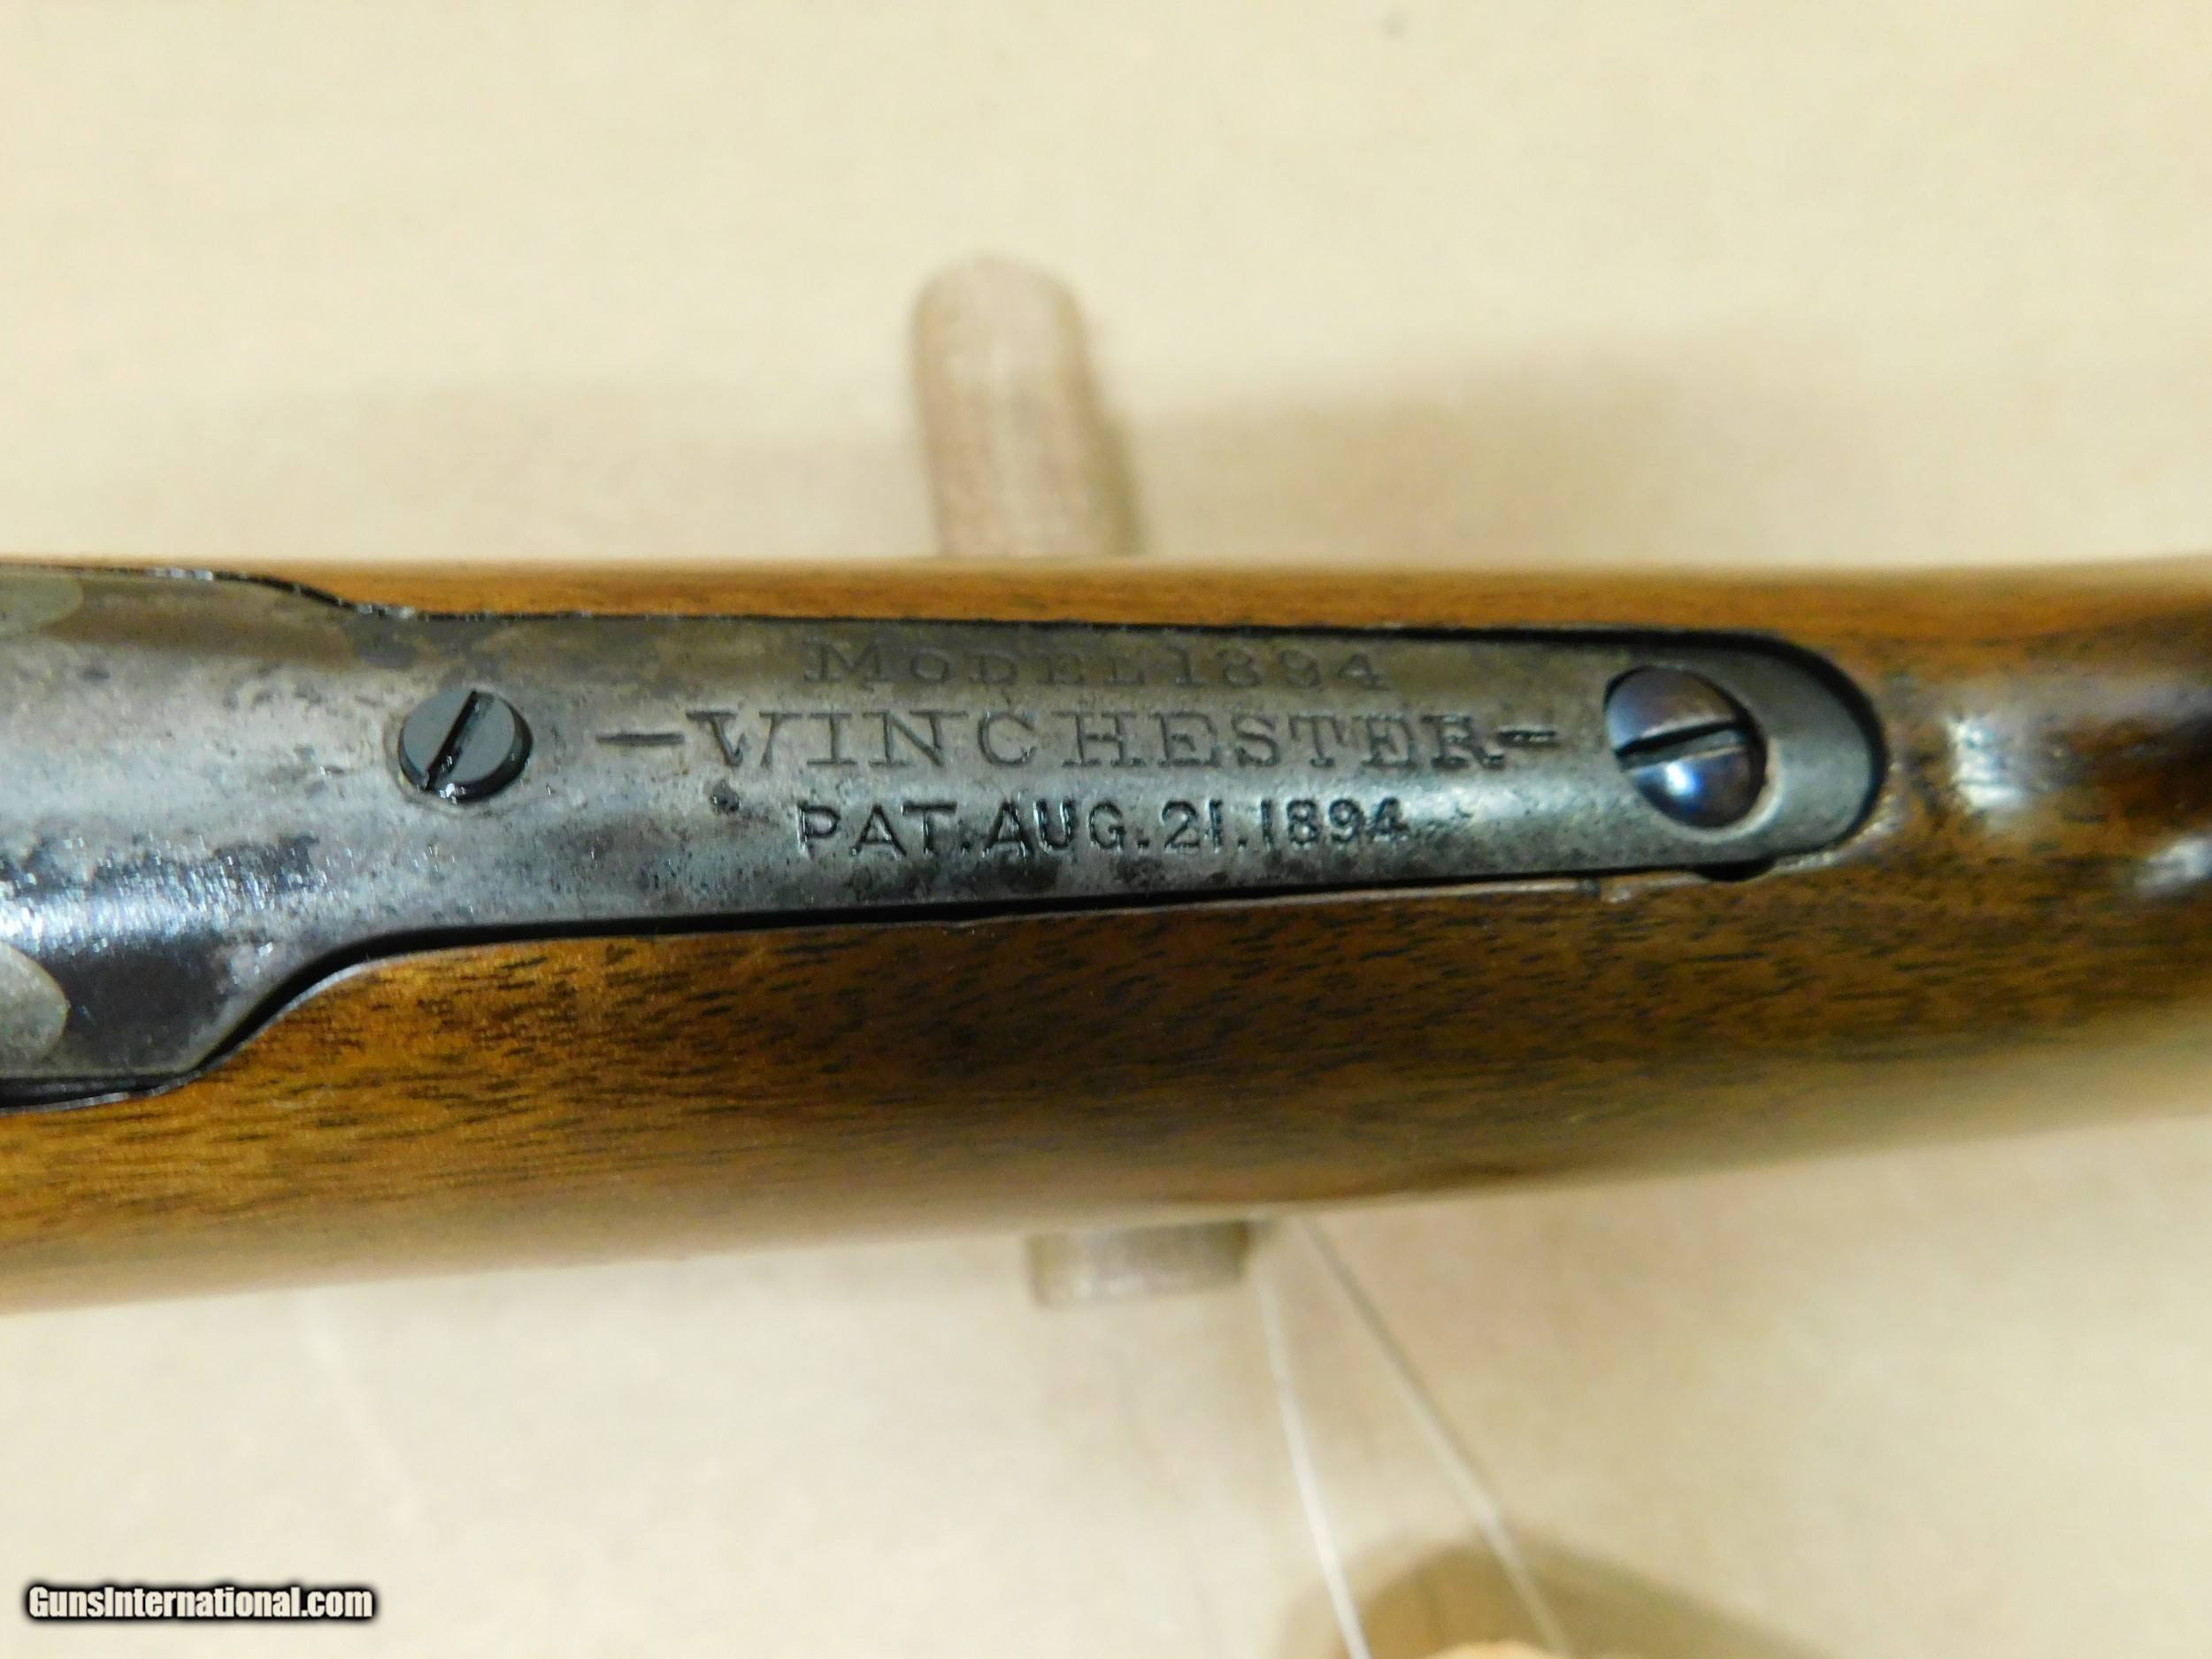 MODEL 1894
-WINCHESTER-
PAT. AUG. 21. 1894
GunsInternational.com